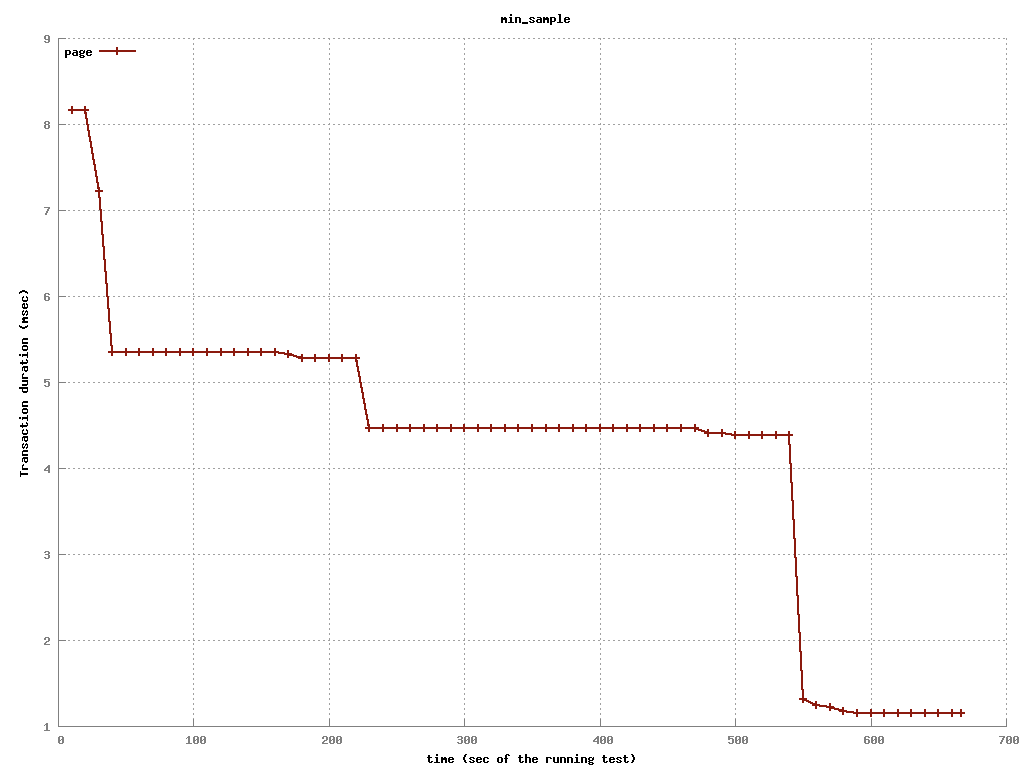 min_sample
page
9
8
7
6
5
4
3
2
1
Transaction duration (msec)
0 100 200 300 400 500 600 700
time (sec of the running test)